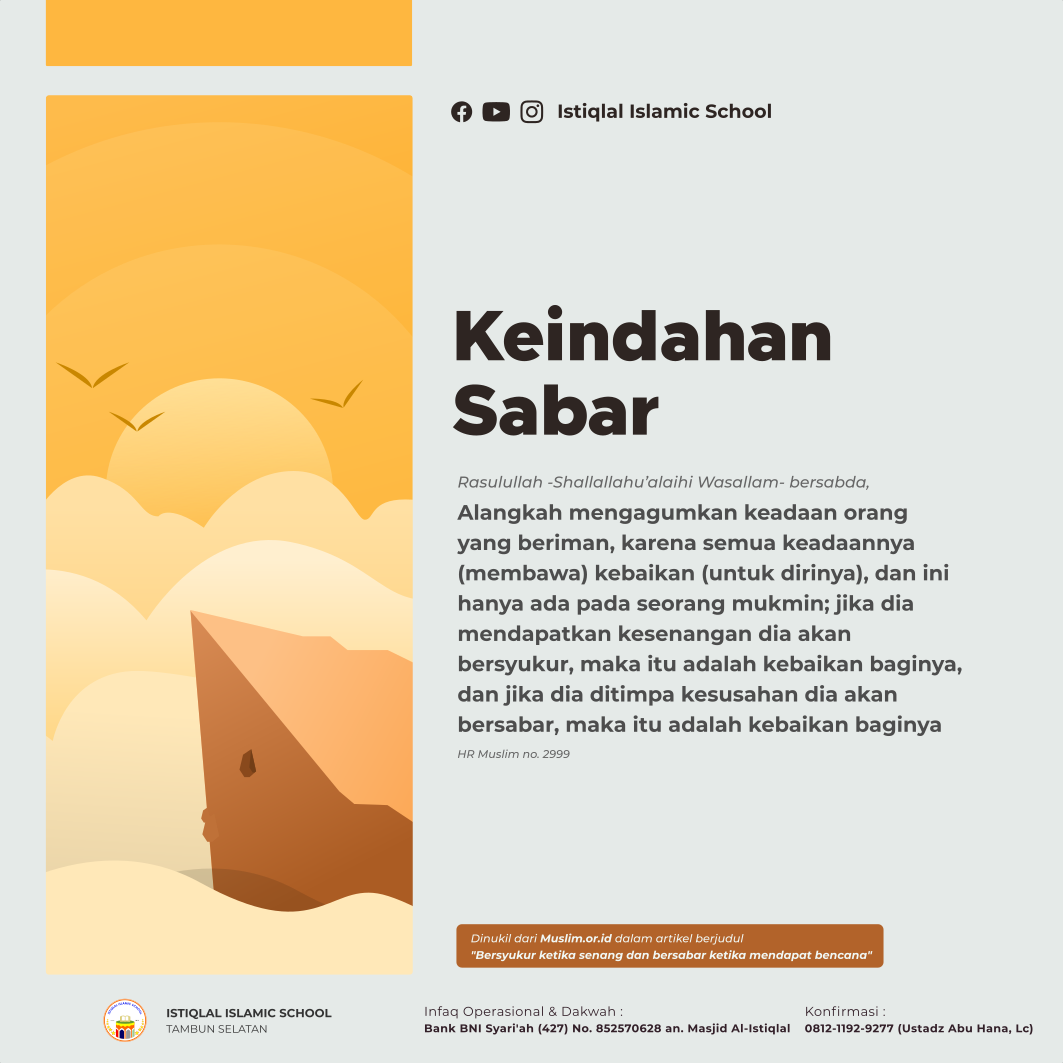 Istiqlal Islamic School
Keindahan
Sabar
Rasulullah -Shallallahu'alaihi Wasallam- bersabda,
Alangkah mengagumkan keadaan orang
yang beriman, karena semua keadaannya
(membawa) kebaikan (untuk dirinya), dan ini
hanya ada pada seorang mukmin; jika dia
mendapatkan kesenangan dia akan
bersyukur, maka itu adalah kebaikan baginya,
dan jika dia ditimpa kesusahan dia akan
bersabar, maka itu adalah kebaikan baginya
HR Muslim no. 2999
Dinukil dari Muslim.or.id dalam artikel berjudul
"Bersyukur ketika senang dan bersabar ketika mendapat bencana"
ISTIQLAL ISLAMIC SCHOOL
TAMBUN SELATAN
Infaq Operasional & Dakwah :
Bank BNI Syari'ah (427) No. 852570628 an. Masjid Al-Istiqlal
Konfirmasi :
0812-1192-9277 (Ustadz Abu Hana, Lc)